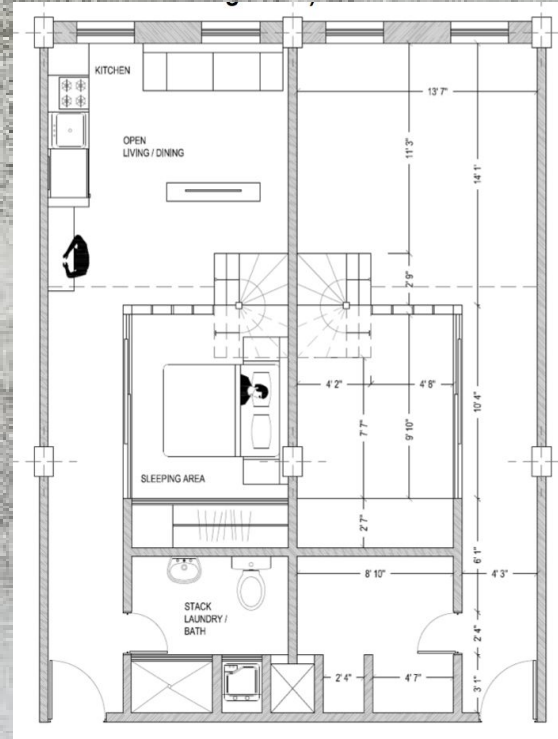 KITCHEN
OPEN
LIVING / DINING
13' 7"
11' 3"
14' 1"
2' 9"
4' 2"
4' 8"
7' 7"
9' 10"
10' 4"
SLEEPING AREA
2' 7"
6' 1"
8' 10"
4' 3"
STACK
LAUNDRY /
BATH
2' 4"
2' 4"
4' 7"
3' 1"